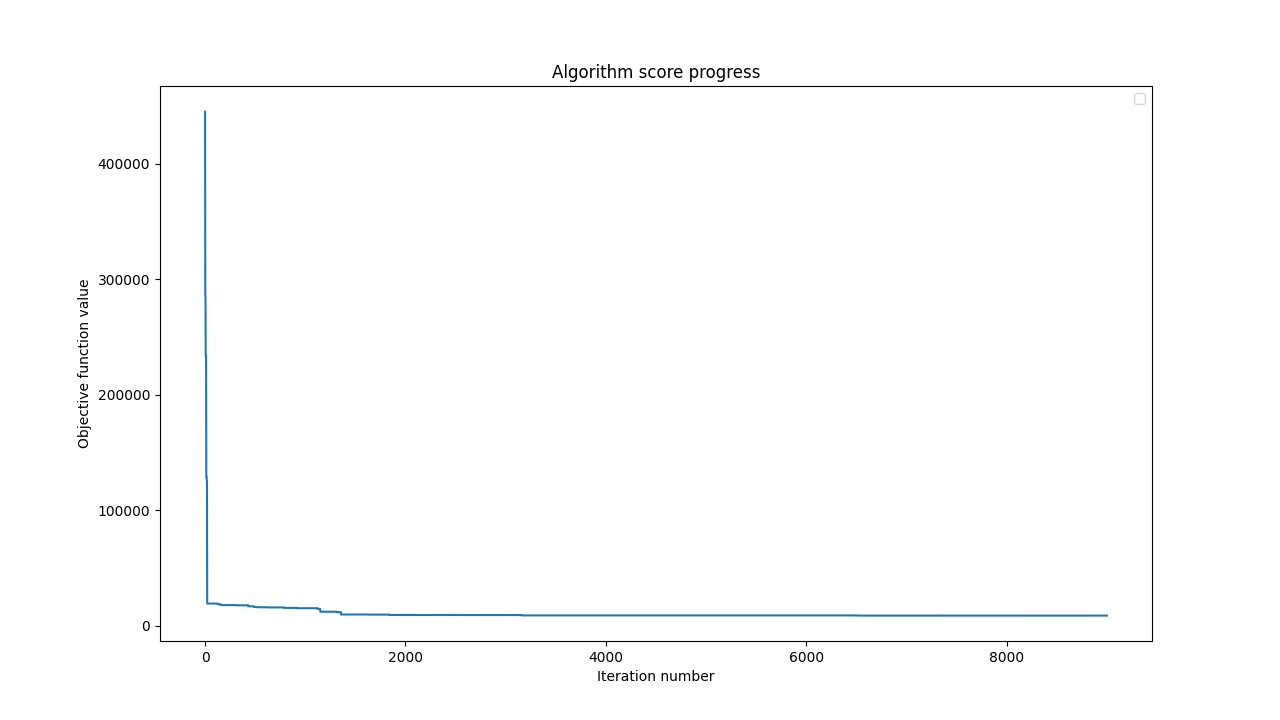 Algorithm score progress
400000
300000
200000
100000
0
Objective function value
0 2000 4000 6000 8000
Iteration number